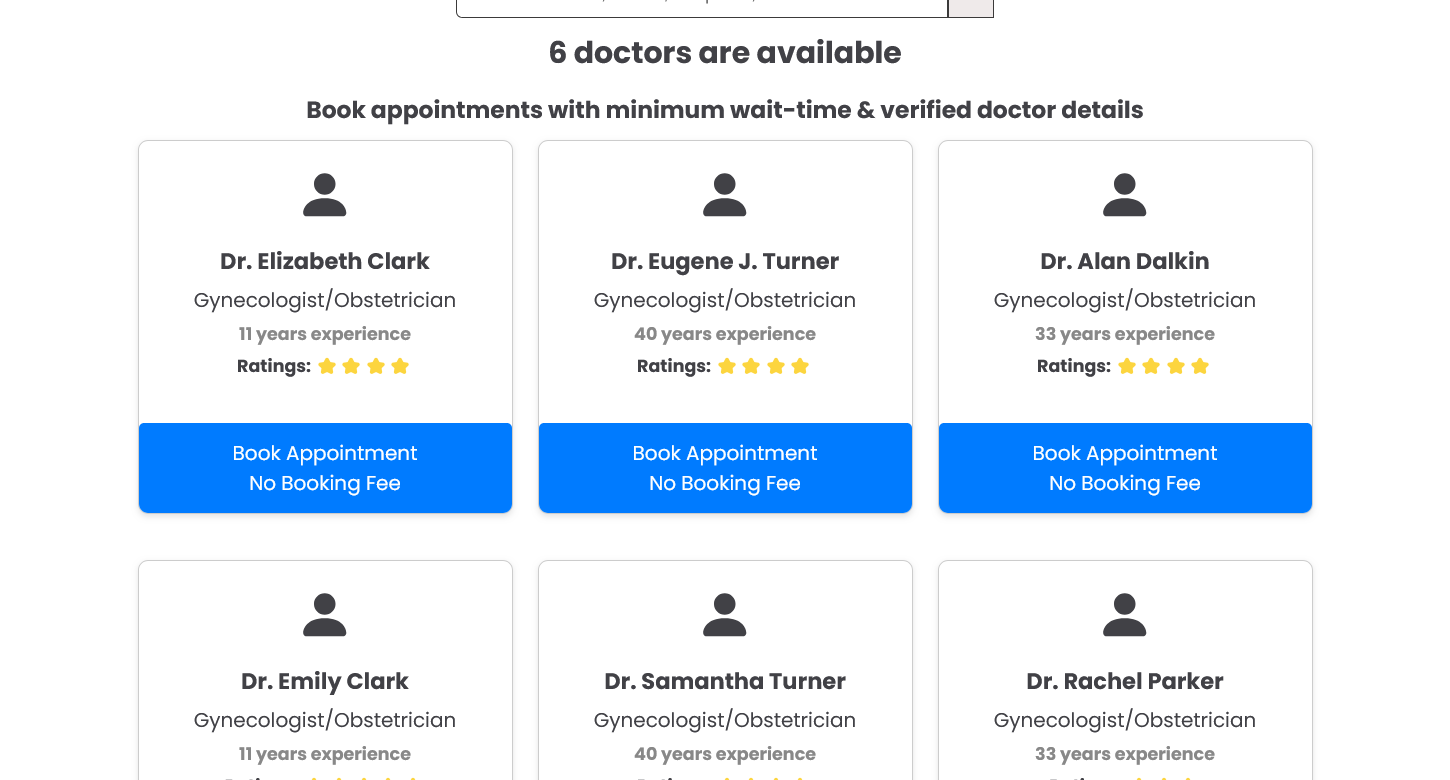 6 doctors are available
Book appointments with minimum wait-time & verified doctor details
Dr. Elizabeth Clark
Gynecologist/Obstetrician
11 years experience
Ratings:
Book Appointment
No Booking Fee
Dr. Eugene J. Turner
Gynecologist/Obstetrician
40 years experience
Ratings:
Book Appointment
No Booking Fee
Dr. Alan Dalkin
Gynecologist/Obstetrician
33 years experience
Ratings:
Book Appointment
No Booking Fee
Dr. Emily Clark
Gynecologist/Obstetrician
11 years experience
Dr. Samantha Turner
Gynecologist/Obstetrician
40 years experience
Dr. Rachel Parker
Gynecologist/Obstetrician
33 years experience